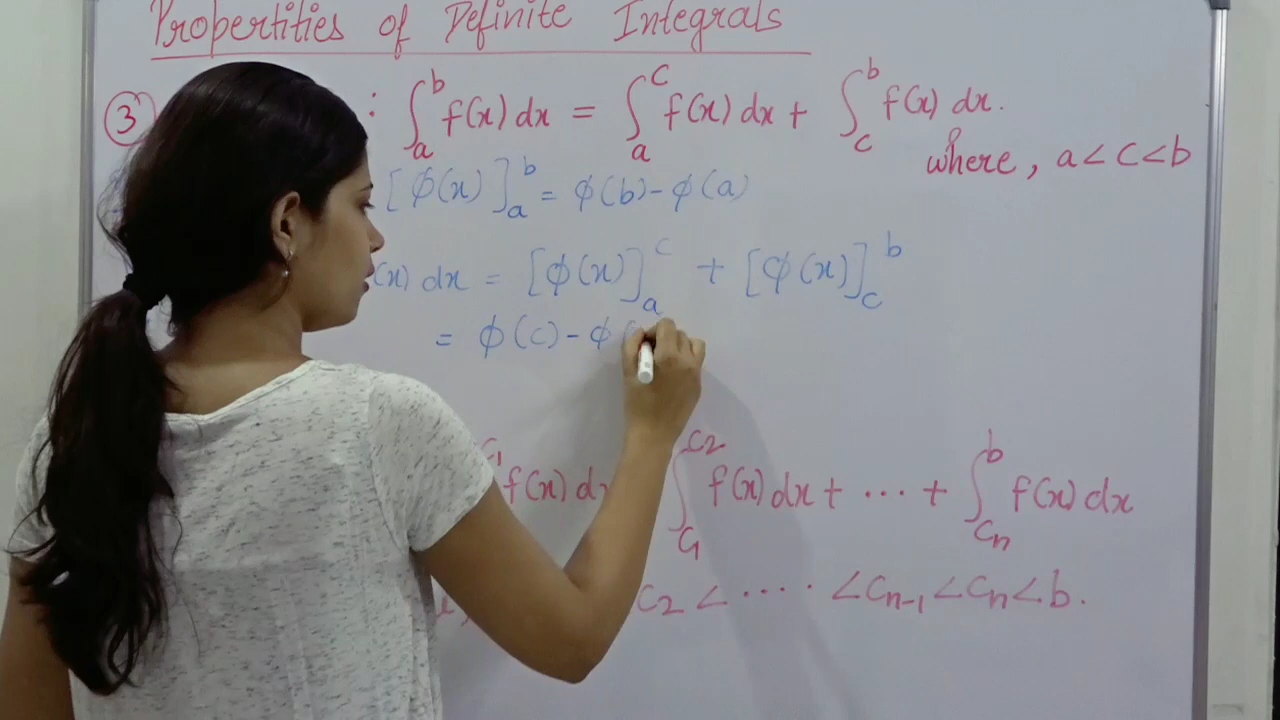 Propertities of Definite Integrals
③ : ∫_a^b f(x) dx = ∫_a^c f(x) dx + ∫_c^b f(x) dx.
where, a < c < b
[ϕ(x)]_a^b = ϕ(b) - ϕ(a)
(x) dx = [ϕ(x)]_a^c + [ϕ(x)]_c^b
= ϕ(c) - ϕ(
c₁ f(x) dx ∫_{c₁}^{c₂} f(x) dx + ... + ∫_{cₙ}^b f(x) dx
c₂ < .... < cₙ₋₁ < cₙ < b.